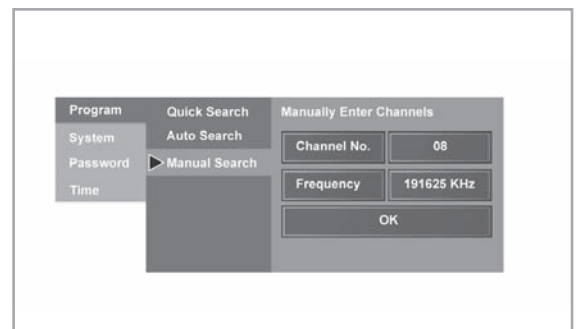 Program
System
Password
Time
Quick Search
Auto Search
Manual Search
Manually Enter Channels
Channel No. 08
Frequency 191625 KHz
OK